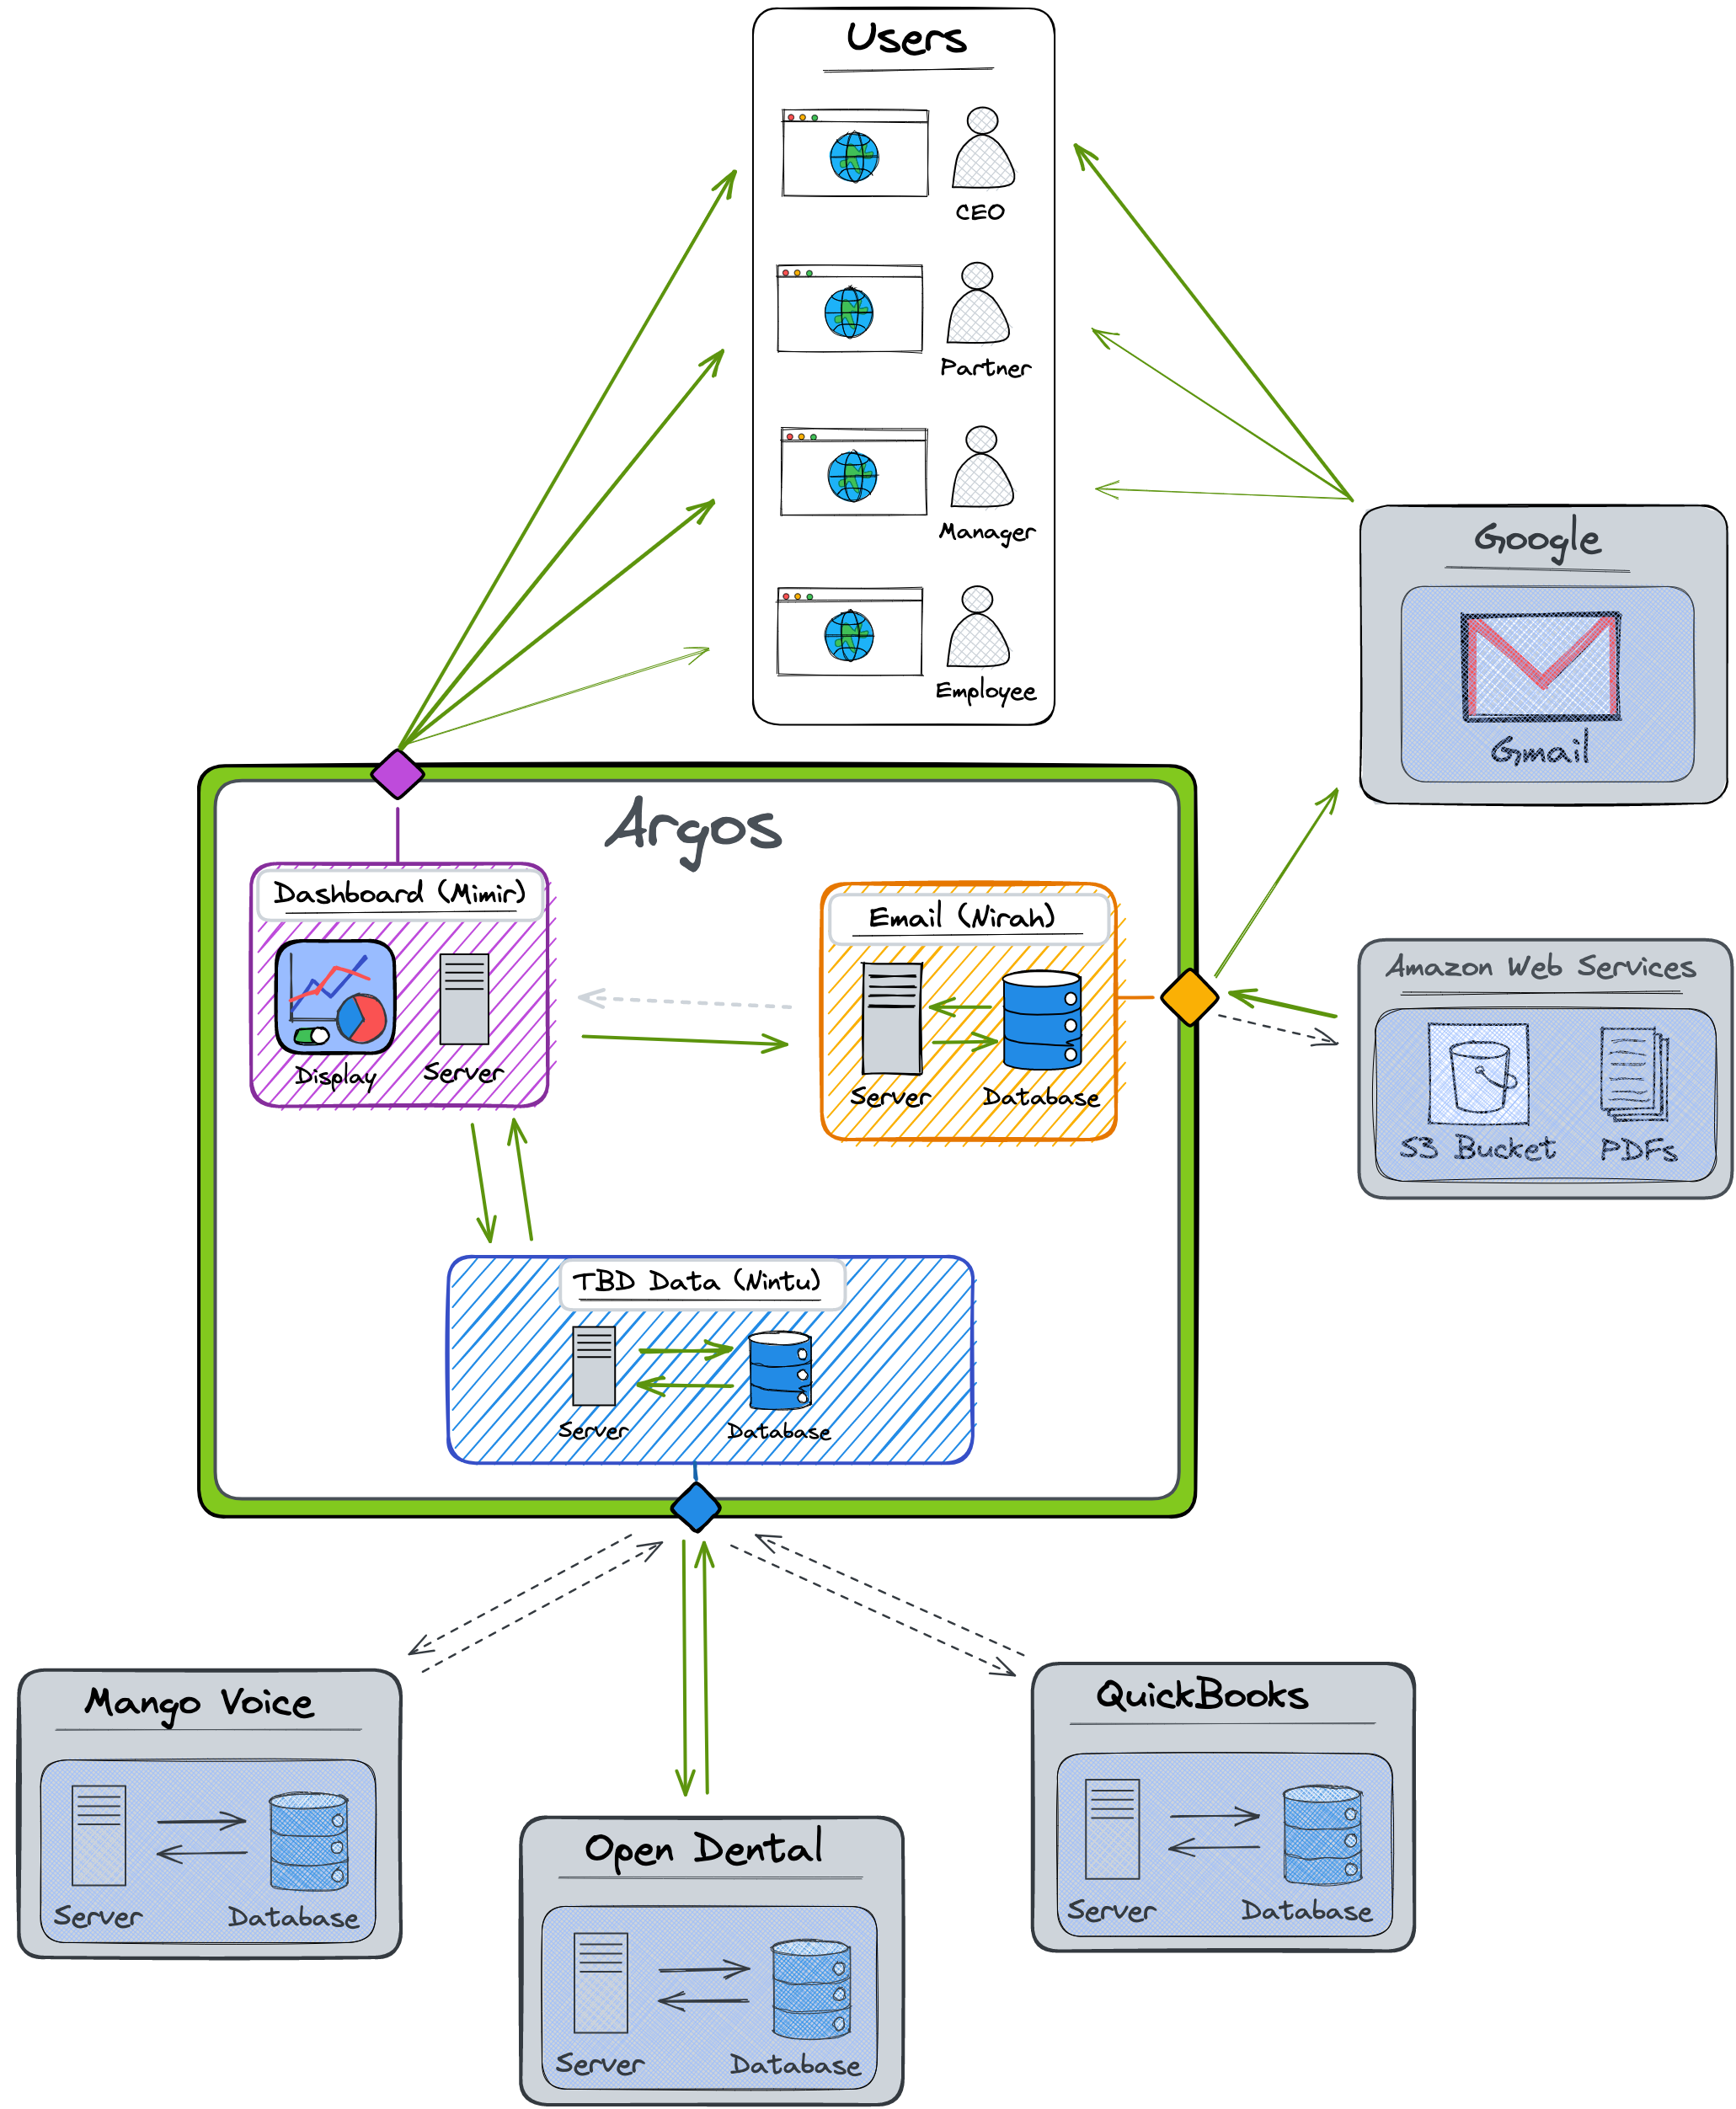 Users
CEO
Partner
Manager
Employee
Google
Gmail
Argos
Dashboard (Mimir)
Display
Server
Email (Nirah)
Server
Database
Amazon Web Services
S3 Bucket
PDFs
TBD Data (Nintu)
Server
Database
Mango Voice
Server
Database
QuickBooks
Server
Database
Open Dental
Server
Database